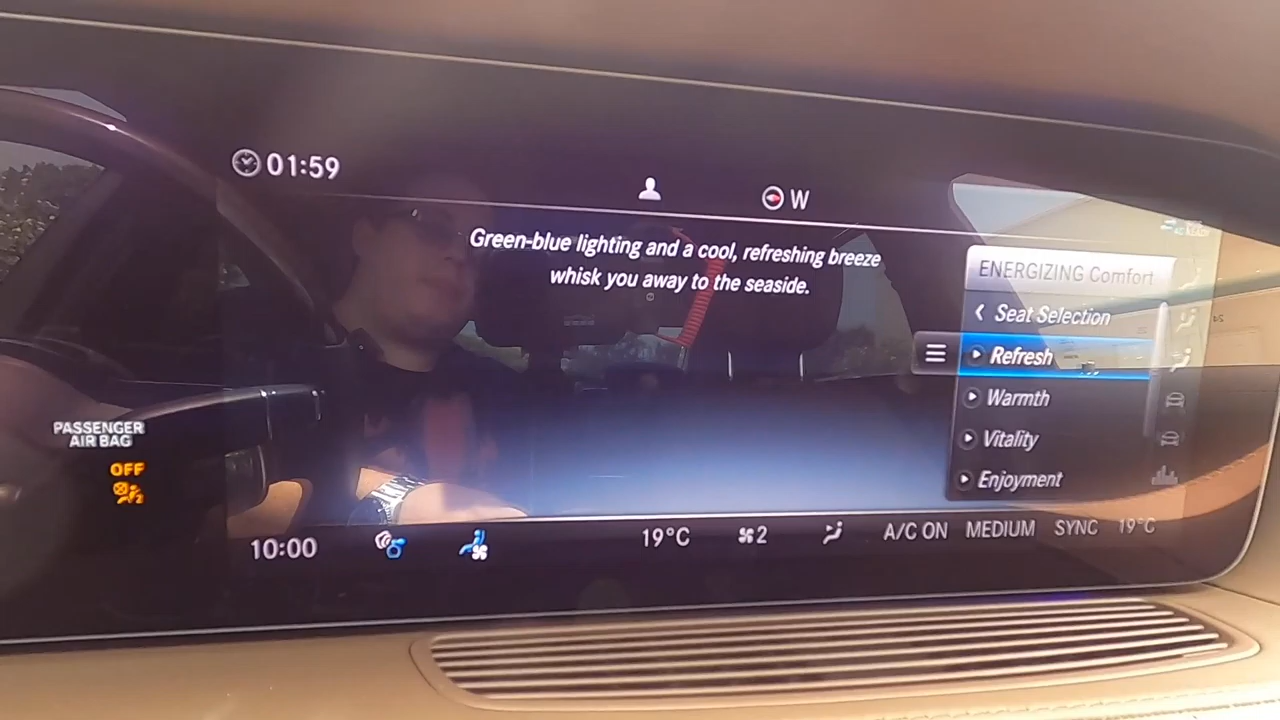 01:59
W
Green-blue lighting and a cool, refreshing breeze
whisk you away to the seaside.
ENERGIZING Comfort
Seat Selection
Refresh
Warmth
Vitality
Enjoyment
PASSENGER
AIR BAG
OFF
10:00
19°C
2
A/C ON
MEDIUM
SYNC
19°C